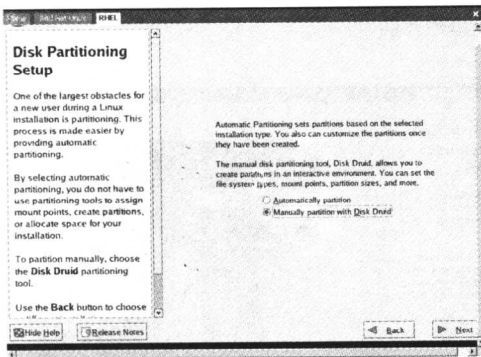 RHEL
Disk Partitioning
Setup
One of the largest obstacles for
a new user during a Linux
installation is partitioning. This
process is made easier by
providing automatic
partitioning.
By selecting automatic
partitioning, you do not have to
use partitioning tools to assign
mount points, create partitions,
or allocate space for your
installation.
To partition manually, choose
the Disk Druid partitioning
tool.
Use the Back button to choose
Automatic Partitioning sets partitions based on the selected
installation type. You also can customize the partitions once
they have been created.
The manual disk partitioning tool, Disk Druid, allows you to
create partitions in an interactive environment. You can set the
file system types, mount points, partition sizes, and more.
Automatically partition
Manually partition with Disk Druid
Hide Help
Release Notes
Back
Next